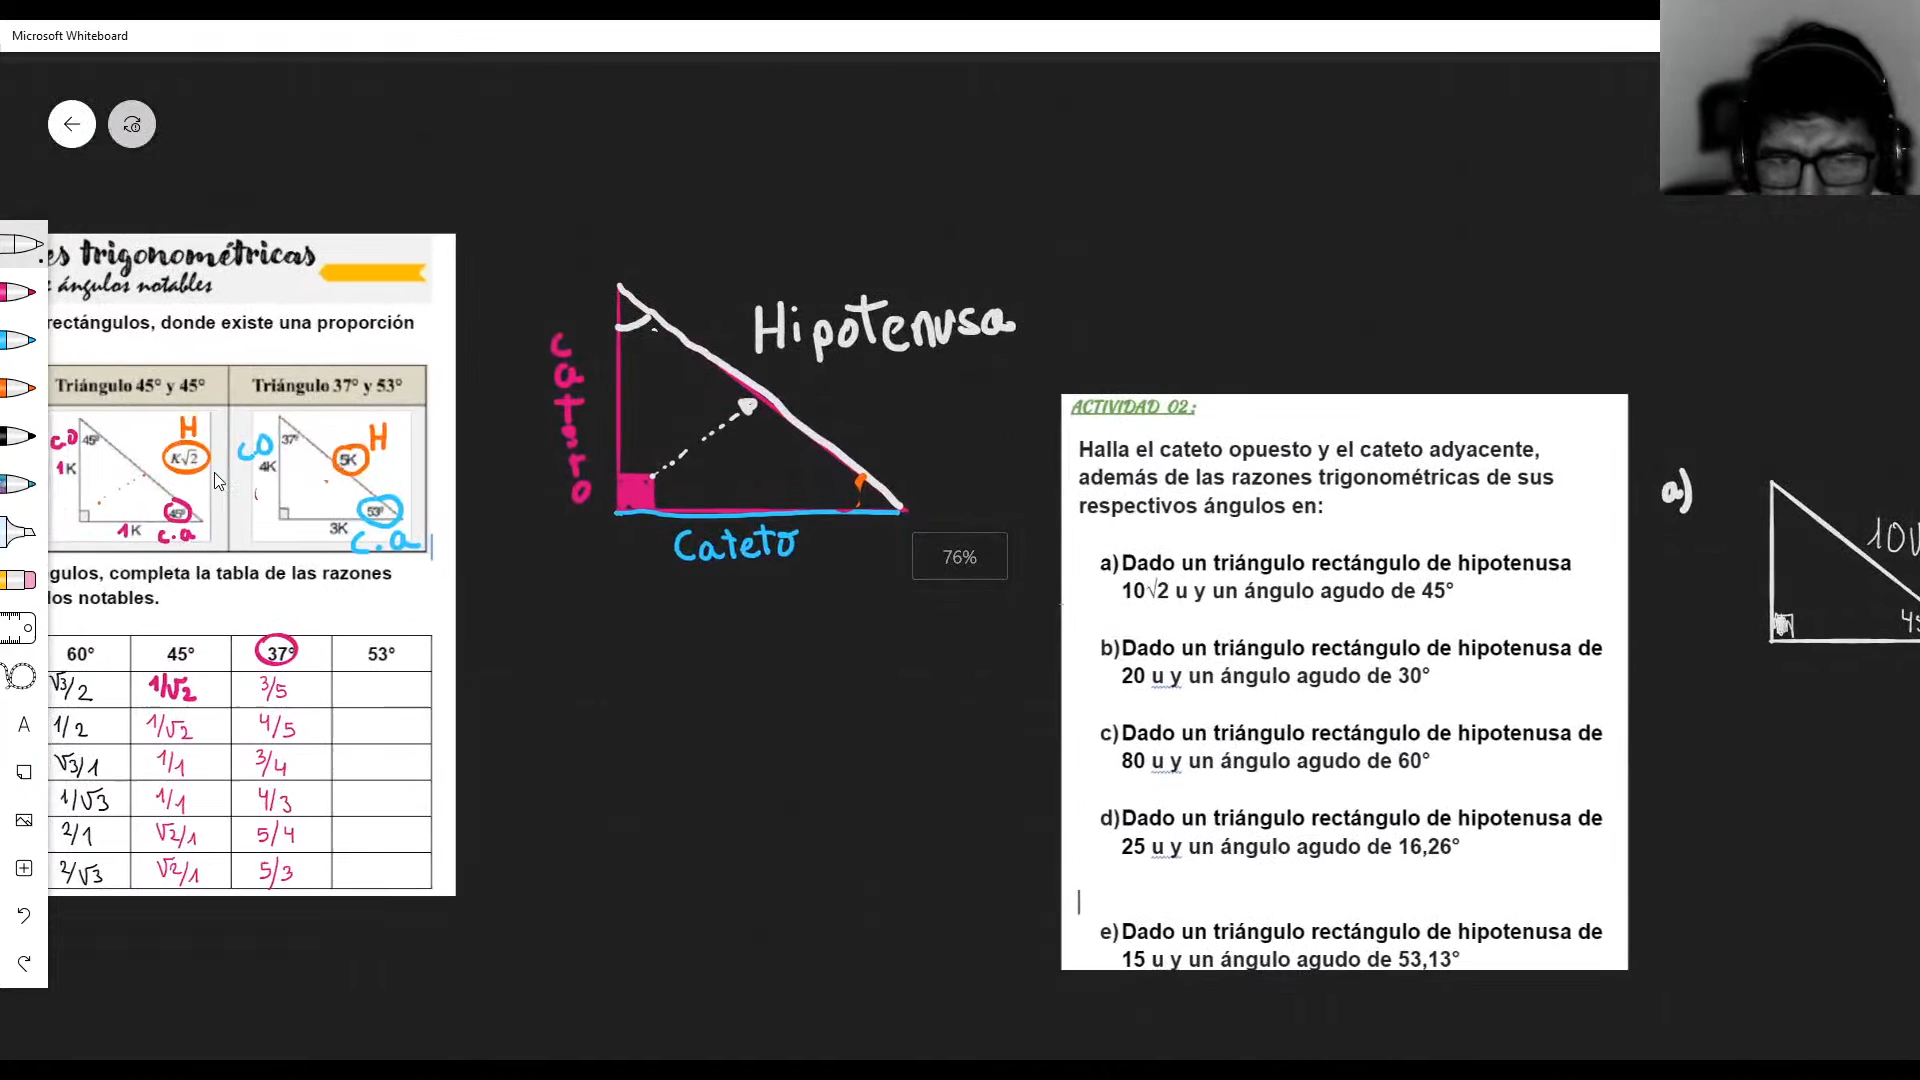 Microsoft Whiteboard
es trigonométricas
ángulos notables
rectángulos, donde existe una proporción
Triángulo 45° y 45°
Triángulo 37° y 53°
CO
45°
H
K√2
1K
45°
1K
c.a
CO
37°
H
4K
5K
53°
3K
C.a
gulos, completa la tabla de las razones
los notables.
60° 45° 37° 53°
√3/2 1/√2 3/5
1/2 1/√2 4/5
√3/1 1/1 3/4
1/√3 1/1 4/3
2/1 √2/1 5/4
2/√3 √2/1 5/3
A
Hipotenusa
cateto
Cateto
76%
ACTIVIDAD 02:
Halla el cateto opuesto y el cateto adyacente,
además de las razones trigonométricas de sus
respectivos ángulos en:
a) Dado un triángulo rectángulo de hipotenusa
10√2 u y un ángulo agudo de 45°
b) Dado un triángulo rectángulo de hipotenusa de
20 u y un ángulo agudo de 30°
c) Dado un triángulo rectángulo de hipotenusa de
80 u y un ángulo agudo de 60°
d) Dado un triángulo rectángulo de hipotenusa de
25 u y un ángulo agudo de 16,26°
e) Dado un triángulo rectángulo de hipotenusa de
15 u y un ángulo agudo de 53,13°
a)
10